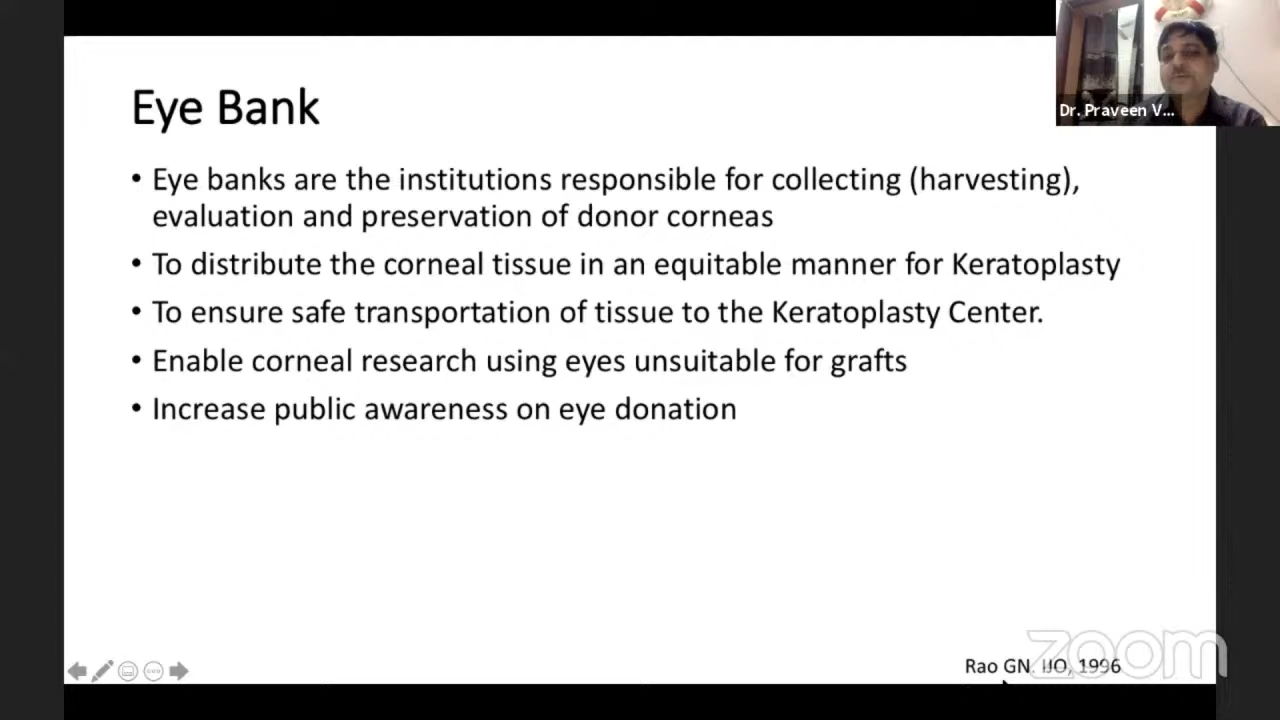 Eye Bank
• Eye banks are the institutions responsible for collecting (harvesting),
evaluation and preservation of donor corneas
• To distribute the corneal tissue in an equitable manner for Keratoplasty
• To ensure safe transportation of tissue to the Keratoplasty Center.
• Enable corneal research using eyes unsuitable for grafts
• Increase public awareness on eye donation
Dr. Praveen V...
Rao GN. IJO, 1996
zoom